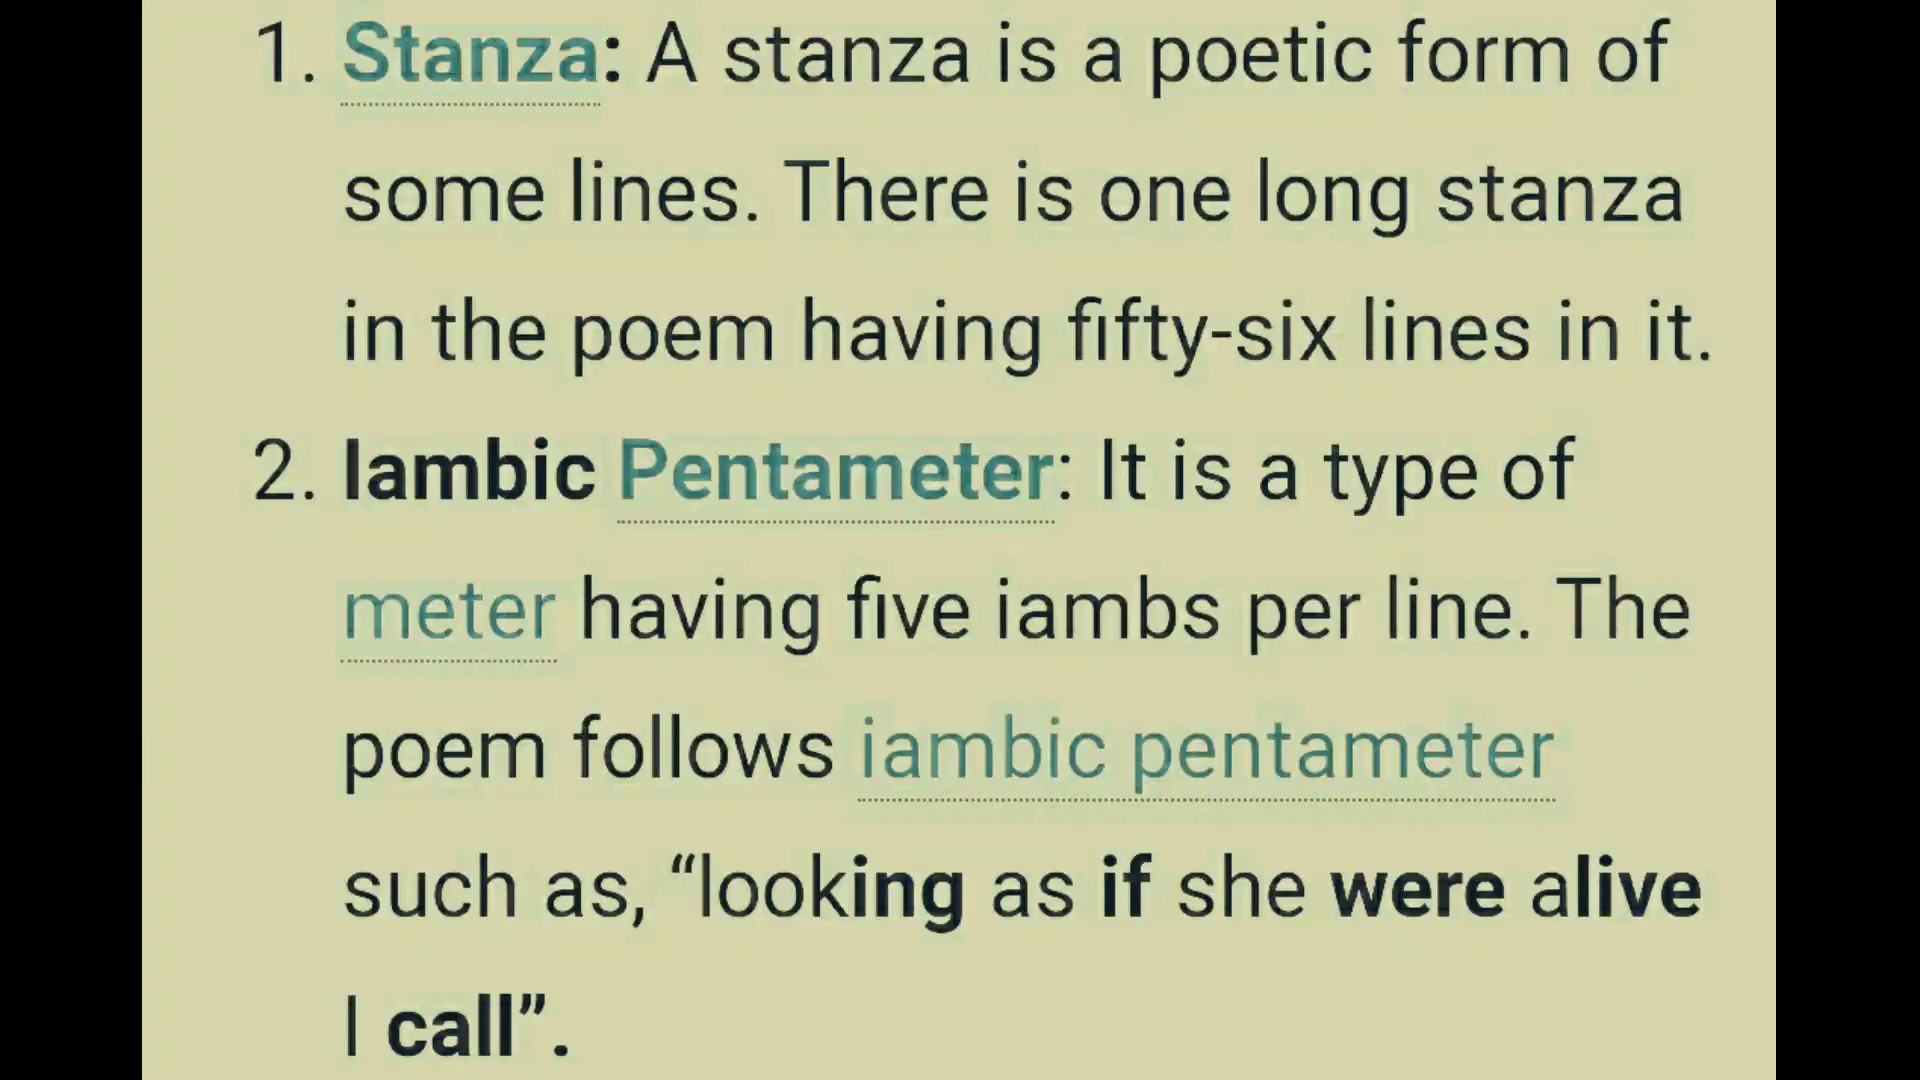 1. Stanza: A stanza is a poetic form of
some lines. There is one long stanza
in the poem having fifty-six lines in it.
2. Iambic Pentameter: It is a type of
meter having five iambs per line. The
poem follows iambic pentameter
such as, “looking as if she were alive
I call”.